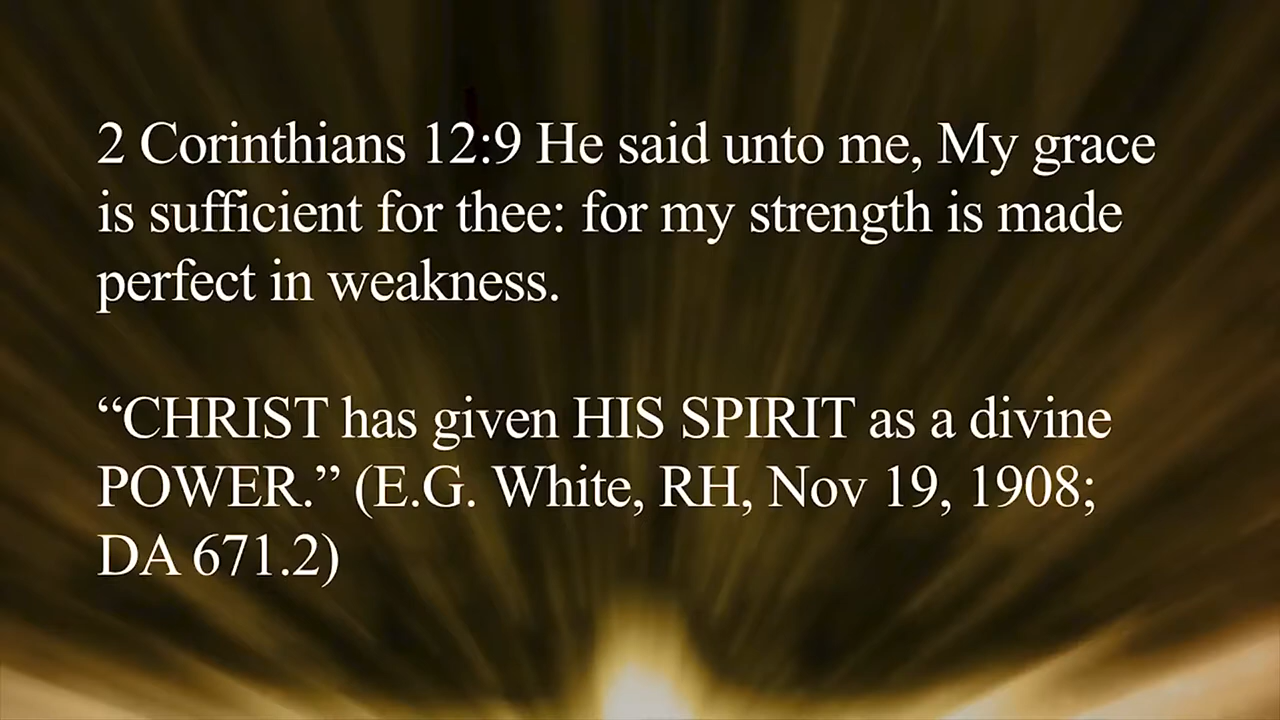 2 Corinthians 12:9 He said unto me, My grace
is sufficient for thee: for my strength is made
perfect in weakness.
“CHRIST has given HIS SPIRIT as a divine
POWER.” (E.G. White, RH, Nov 19, 1908;
DA 671.2)